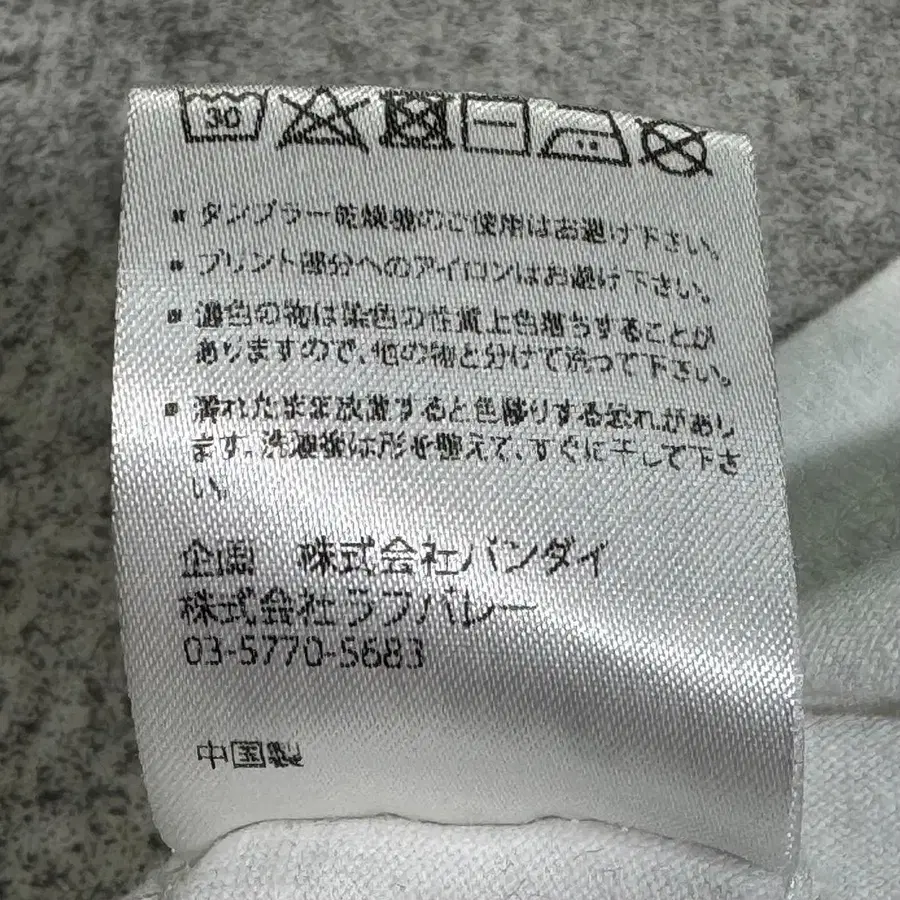 30
▪ タンブラー乾燥機のご使用はお避け下さい。
▪ プリント部分へのアイロンはお避け下さい。
▪ 濃色の物は染色の性質上色落ちすることが
ありますので、他の物と分けて洗って下さい。
▪ 濡れたまま放置すると色移りする恐れがあり
ます。洗濯後は形を整えて、すぐに干して下さ
い。
企画 株式会社バンダイ
株式会社ラフバレー
03-5770-5683
中国製